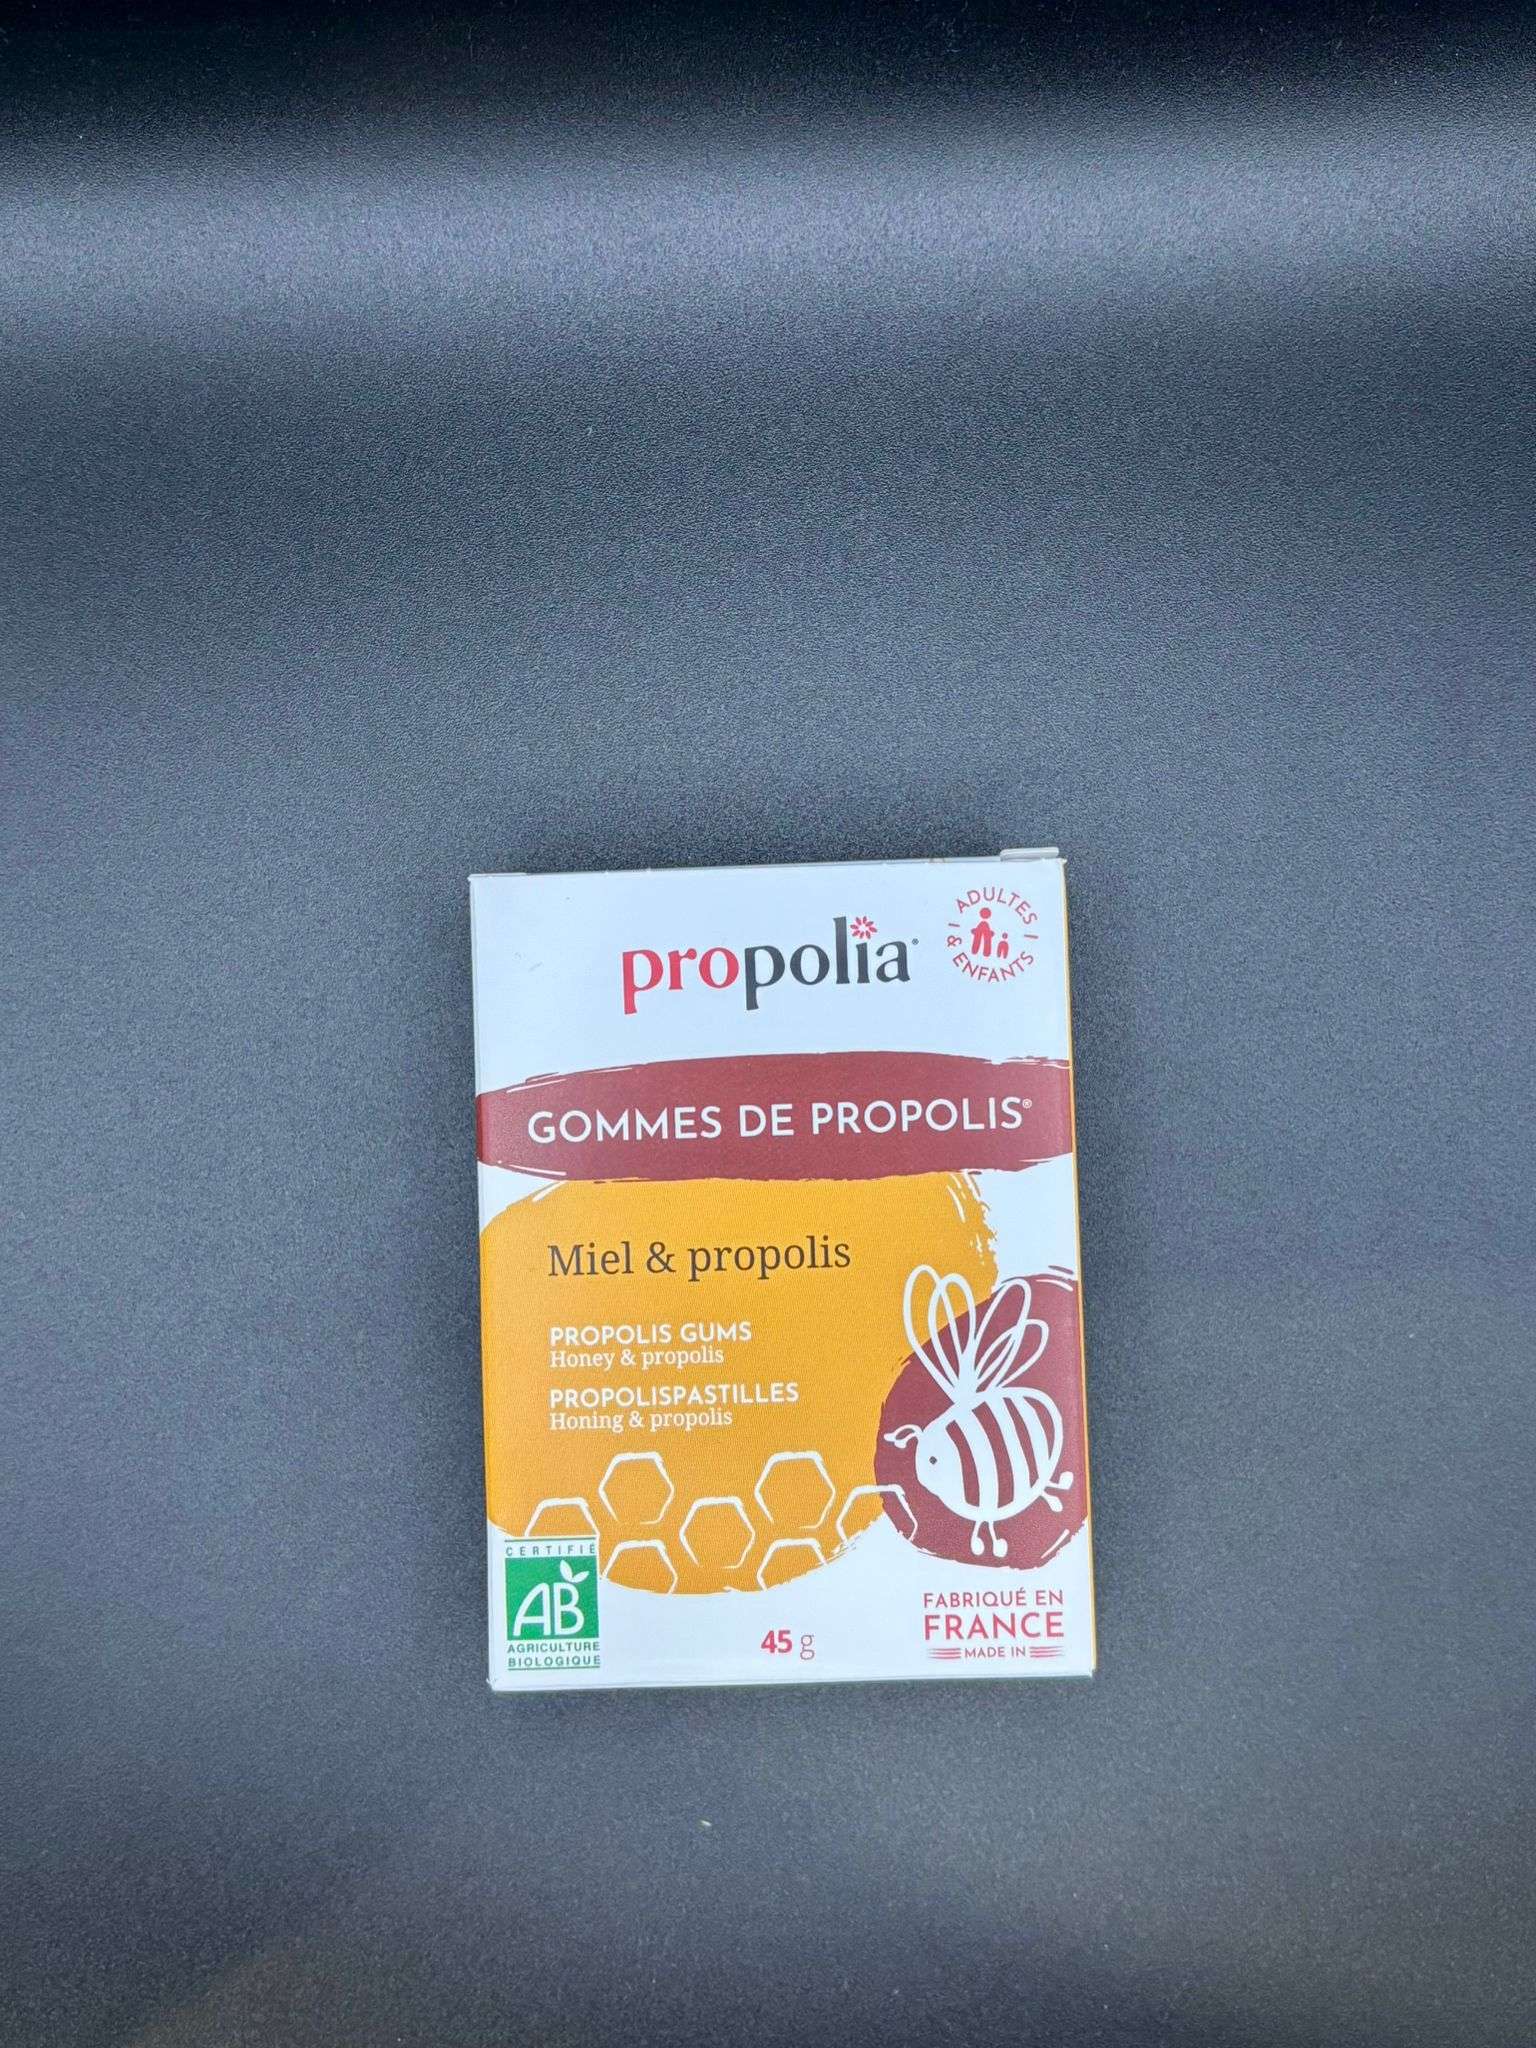 propolia®
ADULTES
& ENFANTS
GOMMES DE PROPOLIS®
Miel & propolis
PROPOLIS GUMS
Honey & propolis
PROPOLISPASTILLES
Honing & propolis
CERTIFIÉ
AB
AGRICULTURE
BIOLOGIQUE
45 g
FABRIQUÉ EN
FRANCE
MADE IN